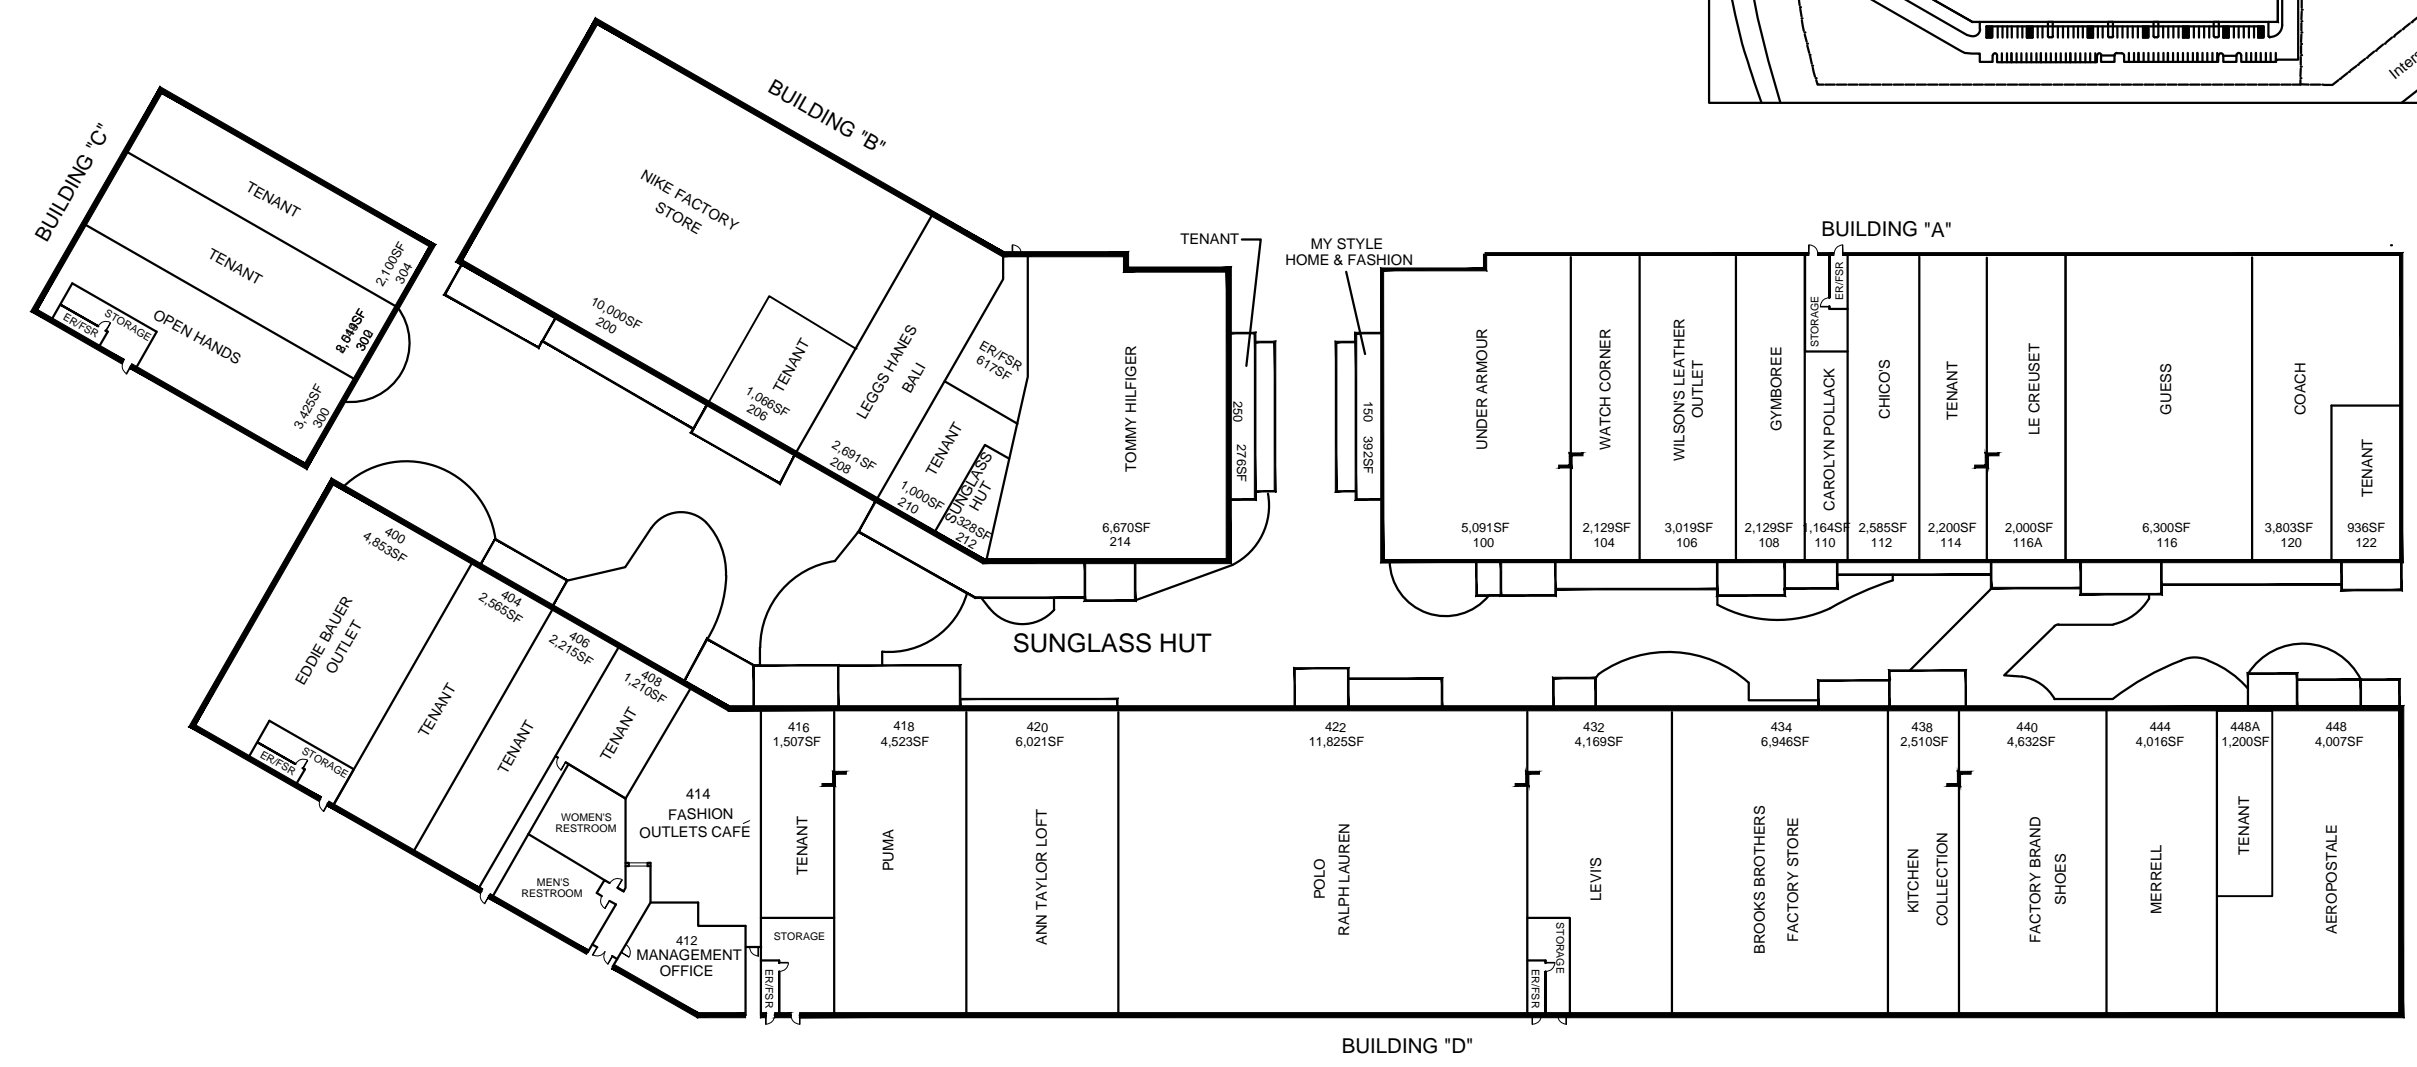 Inters
BUILDING "C"
TENANT
2,100SF
304
TENANT
OPEN HANDS
STORAGE
ER/FSR
3,425SF
300
BUILDING "B"
NIKE FACTORY
STORE
10,000SF
200
TENANT
1,066SF
206
LEGGS HANES
BALI
2,691SF
208
ER/FSR
617SF
TENANT
1,000SF
210
SUNGLASS
HUT
328SF
212
TOMMY HILFIGER
6,670SF
214
TENANT
250 276SF
MY STYLE
HOME & FASHION
150 392SF
BUILDING "A"
UNDER ARMOUR
5,091SF
100
WATCH CORNER
2,129SF
104
WILSON'S LEATHER
OUTLET
3,019SF
106
GYMBOREE
2,129SF
108
STORAGE
ER/FSR
CAROLYN POLLACK
1,164SF
110
CHICO'S
2,585SF
112
TENANT
2,200SF
114
LE CREUSET
2,000SF
116A
GUESS
6,300SF
116
COACH
3,803SF
120
TENANT
936SF
122
SUNGLASS HUT
400
4,853SF
EDDIE BAUER
OUTLET
STORAGE
ER/FSR
404
2,565SF
TENANT
406
2,215SF
TENANT
408
1,210SF
TENANT
WOMEN'S
RESTROOM
MEN'S
RESTROOM
414
FASHION
OUTLETS CAFÉ
412
MANAGEMENT
OFFICE
416
1,507SF
TENANT
STORAGE
ER/FSR
418
4,523SF
PUMA
420
6,021SF
ANN TAYLOR LOFT
422
11,825SF
POLO
RALPH LAUREN
432
4,169SF
LEVI'S
STORAGE
ER/FSR
434
6,946SF
BROOKS BROTHERS
FACTORY STORE
438
2,510SF
KITCHEN
COLLECTION
440
4,632SF
FACTORY BRAND
SHOES
444
4,016SF
MERRELL
448A
1,200SF
TENANT
448
4,007SF
AEROPOSTALE
BUILDING "D"